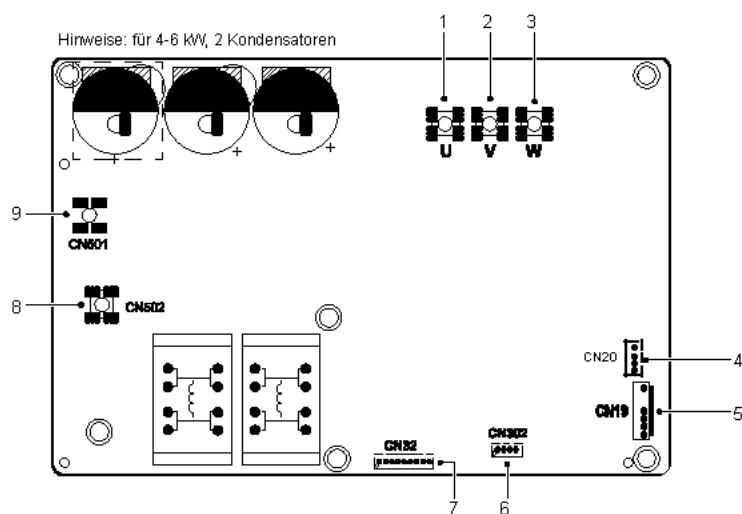 Hinweise: für 4-6 kW, 2 Kondensatoren
1
2
3
U
V
W
9
CN501
8
CN502
CN20
4
CN19
5
CN32
CN302
7
6